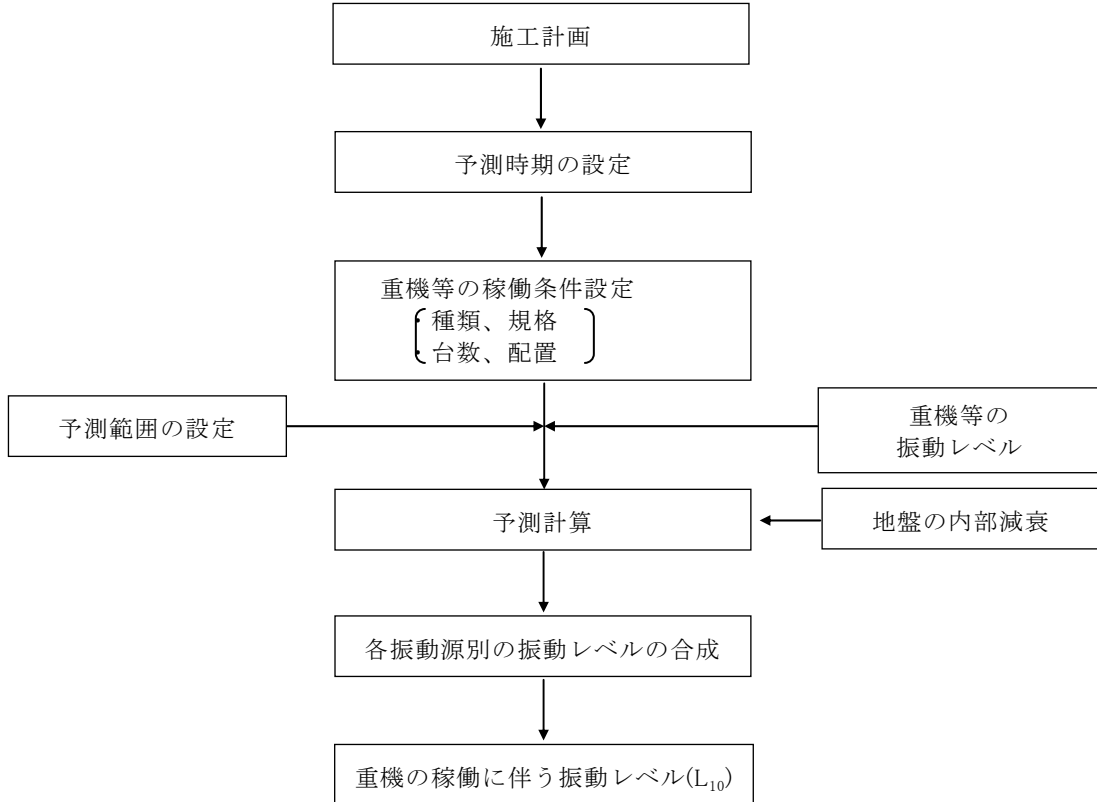 施工計画
予測時期の設定
重機等の稼働条件設定
・種類、規格
・台数、配置
予測範囲の設定
重機等の
振動レベル
予測計算
地盤の内部減衰
各振動源別の振動レベルの合成
重機の稼働に伴う振動レベル(L₁₀)